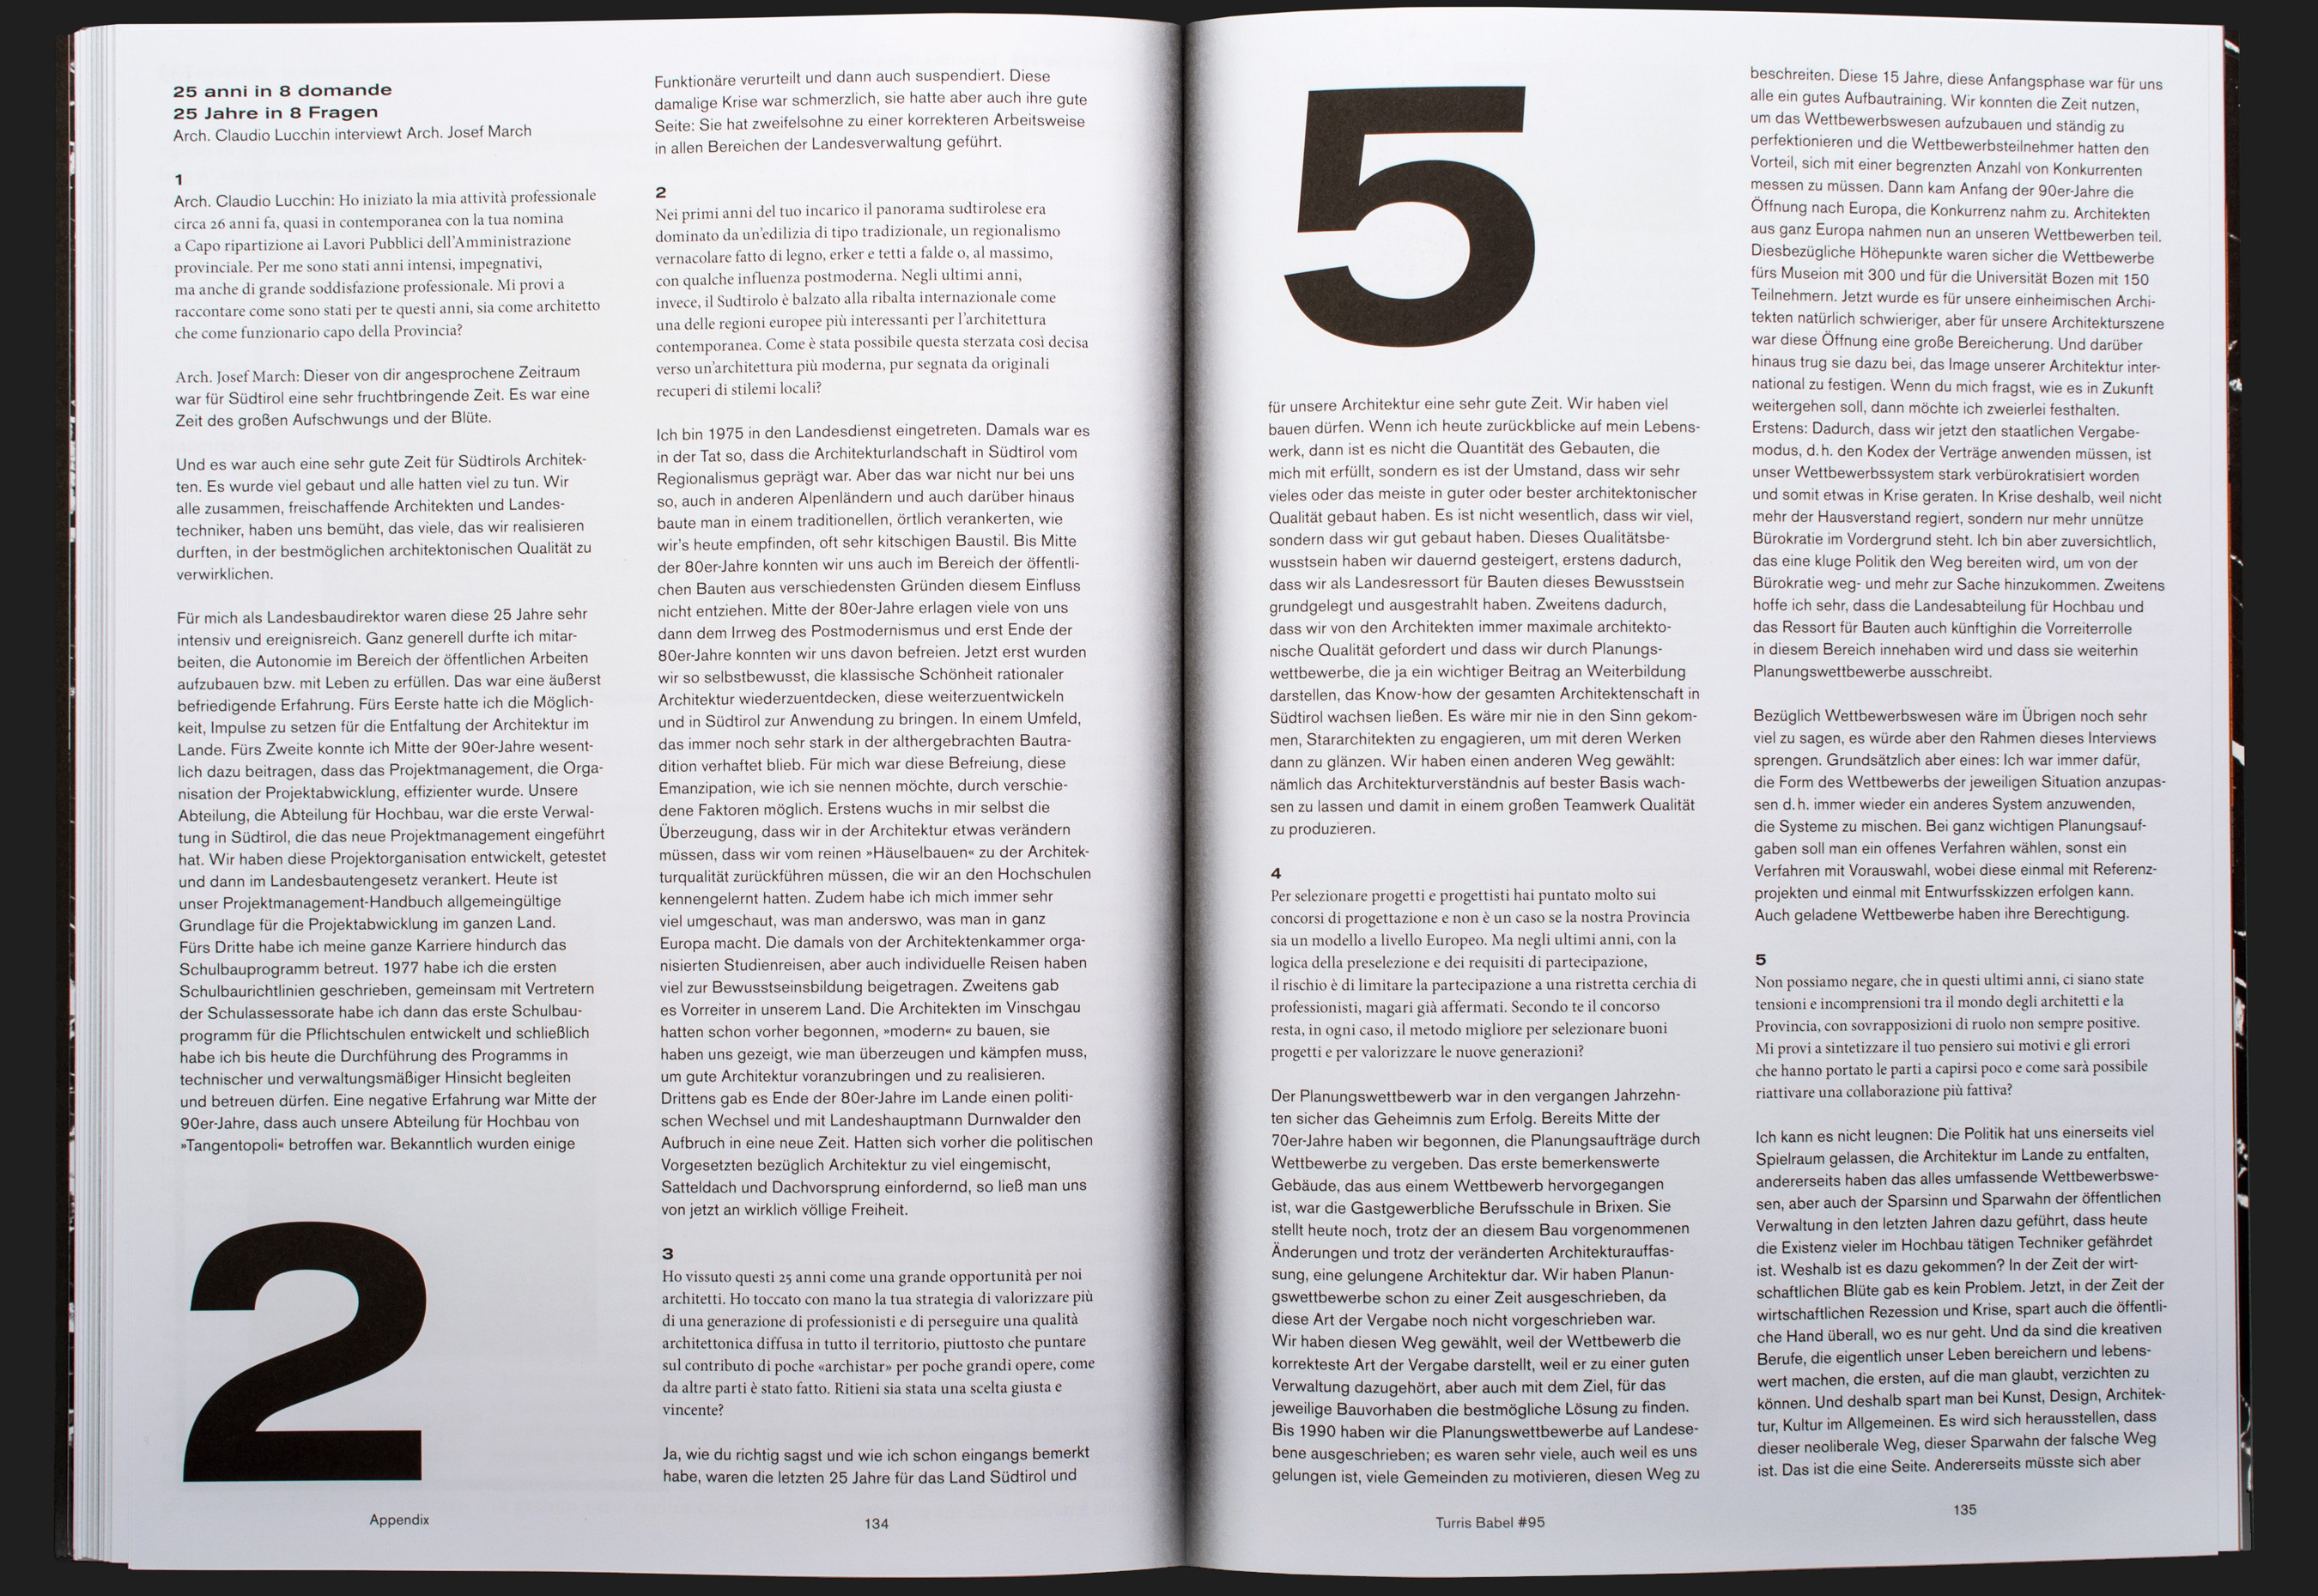 25 anni in 8 domande
25 Jahre in 8 Fragen
Arch. Claudio Lucchin interviewt Arch. Josef March
1
Arch. Claudio Lucchin: Ho iniziato la mia attività professionale
circa 26 anni fa, quasi in contemporanea con la tua nomina
a Capo ripartizione ai Lavori Pubblici dell'Amministrazione
provinciale. Per me sono stati anni intensi, impegnativi,
ma anche di grande soddisfazione professionale. Mi provi a
raccontare come sono stati per te questi anni, sia come architetto
che come funzionario capo della Provincia?
Arch. Josef March: Dieser von dir angesprochene Zeitraum
war für Südtirol eine sehr fruchtbringende Zeit. Es war eine
Zeit des großen Aufschwungs und der Blüte.
Und es war auch eine sehr gute Zeit für Südtirols Architek-
ten. Es wurde viel gebaut und alle hatten viel zu tun. Wir
alle zusammen, freischaffende Architekten und Landes-
techniker, haben uns bemüht, das viele, das wir realisieren
durften, in der bestmöglichen architektonischen Qualität zu
verwirklichen.
Für mich als Landesbaudirektor waren diese 25 Jahre sehr
intensiv und ereignisreich. Ganz generell durfte ich mitar-
beiten, die Autonomie im Bereich der öffentlichen Arbeiten
aufzubauen bzw. mit Leben zu erfüllen. Das war eine äußerst
befriedigende Erfahrung. Fürs Eerste hatte ich die Möglich-
keit, Impulse zu setzen für die Entfaltung der Architektur im
Lande. Fürs Zweite konnte ich Mitte der 90er-Jahre wesent-
lich dazu beitragen, dass das Projektmanagement, die Orga-
nisation der Projektabwicklung, effizienter wurde. Unsere
Abteilung, die Abteilung für Hochbau, war die erste Verwal-
tung in Südtirol, die das neue Projektmanagement eingeführt
hat. Wir haben diese Projektorganisation entwickelt, getestet
und dann im Landesbautengesetz verankert. Heute ist
unser Projektmanagement-Handbuch allgemeingültige
Grundlage für die Projektabwicklung im ganzen Land.
Fürs Dritte habe ich meine ganze Karriere hindurch das
Schulbauprogramm betreut. 1977 habe ich die ersten
Schulbaurichtlinien geschrieben, gemeinsam mit Vertretern
der Schulassessorate habe ich dann das erste Schulbau-
programm für die Pflichtschulen entwickelt und schließlich
habe ich bis heute die Durchführung des Programms in
technischer und verwaltungsmäßiger Hinsicht begleiten
und betreuen dürfen. Eine negative Erfahrung war Mitte der
90er-Jahre, dass auch unsere Abteilung für Hochbau von
»Tangentopoli« betroffen war. Bekanntlich wurden einige
2
Appendix
Funktionäre verurteilt und dann auch suspendiert. Diese
damalige Krise war schmerzlich, sie hatte aber auch ihre gute
Seite: Sie hat zweifelsohne zu einer korrekteren Arbeitsweise
in allen Bereichen der Landesverwaltung geführt.
2
Nei primi anni del tuo incarico il panorama sudtirolese era
dominato da un'edilizia di tipo tradizionale, un regionalismo
vernacolare fatto di legno, erker e tetti a falde o, al massimo,
con qualche influenza postmoderna. Negli ultimi anni,
invece, il Sudtirolo è balzato alla ribalta internazionale come
una delle regioni europee più interessanti per l'architettura
contemporanea. Come è stata possibile questa sterzata così decisa
verso un'architettura più moderna, pur segnata da originali
recuperi di stilemi locali?
Ich bin 1975 in den Landesdienst eingetreten. Damals war es
in der Tat so, dass die Architekturlandschaft in Südtirol vom
Regionalismus geprägt war. Aber das war nicht nur bei uns
so, auch in anderen Alpenländern und auch darüber hinaus
baute man in einem traditionellen, örtlich verankerten, wie
wir's heute empfinden, oft sehr kitschigen Baustil. Bis Mitte
der 80er-Jahre konnten wir uns auch im Bereich der öffentli-
chen Bauten aus verschiedensten Gründen diesem Einfluss
nicht entziehen. Mitte der 80er-Jahre erlagen viele von uns
dann dem Irrweg des Postmodernismus und erst Ende der
80er-Jahre konnten wir uns davon befreien. Jetzt erst wurden
wir so selbstbewusst, die klassische Schönheit rationaler
Architektur wiederzuentdecken, diese weiterzuentwickeln
und in Südtirol zur Anwendung zu bringen. In einem Umfeld,
das immer noch sehr stark in der althergebrachten Bautra-
dition verhaftet blieb. Für mich war diese Befreiung, diese
Emanzipation, wie ich sie nennen möchte, durch verschie-
dene Faktoren möglich. Erstens wuchs in mir selbst die
Überzeugung, dass wir in der Architektur etwas verändern
müssen, dass wir vom reinen »Häuselbauen« zu der Architek-
turqualität zurückführen müssen, die wir an den Hochschulen
kennengelernt hatten. Zudem habe ich mich immer sehr
viel umgeschaut, was man anderswo, was man in ganz
Europa macht. Die damals von der Architektenkammer orga-
nisierten Studienreisen, aber auch individuelle Reisen haben
viel zur Bewusstseinsbildung beigetragen. Zweitens gab
es Vorreiter in unserem Land. Die Architekten im Vinschgau
hatten schon vorher begonnen, »modern« zu bauen, sie
haben uns gezeigt, wie man überzeugen und kämpfen muss,
um gute Architektur voranzubringen und zu realisieren.
Drittens gab es Ende der 80er-Jahre im Lande einen politi-
schen Wechsel und mit Landeshauptmann Durnwalder den
Aufbruch in eine neue Zeit. Hatten sich vorher die politischen
Vorgesetzten bezüglich Architektur zu viel eingemischt,
Satteldach und Dachvorsprung einfordernd, so ließ man uns
von jetzt an wirklich völlige Freiheit.
3
Ho vissuto questi 25 anni come una grande opportunità per noi
architetti. Ho toccato con mano la tua strategia di valorizzare più
di una generazione di professionisti e di perseguire una qualità
architettonica diffusa in tutto il territorio, piuttosto che puntare
sul contributo di poche «archistar» per poche grandi opere, come
da altre parti è stato fatto. Ritieni sia stata una scelta giusta e
vincente?
Ja, wie du richtig sagst und wie ich schon eingangs bemerkt
habe, waren die letzten 25 Jahre für das Land Südtirol und
134
5
für unsere Architektur eine sehr gute Zeit. Wir haben viel
bauen dürfen. Wenn ich heute zurückblicke auf mein Lebens-
werk, dann ist es nicht die Quantität des Gebauten, die
mich mit erfüllt, sondern es ist der Umstand, dass wir sehr
vieles oder das meiste in guter oder bester architektonischer
Qualität gebaut haben. Es ist nicht wesentlich, dass wir viel,
sondern dass wir gut gebaut haben. Dieses Qualitätsbe-
wusstsein haben wir dauernd gesteigert, erstens dadurch,
dass wir als Landesressort für Bauten dieses Bewusstsein
grundgelegt und ausgestrahlt haben. Zweitens dadurch,
dass wir von den Architekten immer maximale architekto-
nische Qualität gefordert und dass wir durch Planungs-
wettbewerbe, die ja ein wichtiger Beitrag an Weiterbildung
darstellen, das Know-how der gesamten Architektenschaft in
Südtirol wachsen ließen. Es wäre mir nie in den Sinn gekom-
men, Stararchitekten zu engagieren, um mit deren Werken
dann zu glänzen. Wir haben einen anderen Weg gewählt:
nämlich das Architekturverständnis auf bester Basis wach-
sen zu lassen und damit in einem großen Teamwerk Qualität
zu produzieren.
4
Per selezionare progetti e progettisti hai puntato molto sui
concorsi di progettazione e non è un caso se la nostra Provincia
sia un modello a livello Europeo. Ma negli ultimi anni, con la
logica della preselezione e dei requisiti di partecipazione,
il rischio è di limitare la partecipazione a una ristretta cerchia di
professionisti, magari già affermati. Secondo te il concorso
resta, in ogni caso, il metodo migliore per selezionare buoni
progetti e per valorizzare le nuove generazioni?
Der Planungswettbewerb war in den vergangen Jahrzehn-
ten sicher das Geheimnis zum Erfolg. Bereits Mitte der
70er-Jahre haben wir begonnen, die Planungsaufträge durch
Wettbewerbe zu vergeben. Das erste bemerkenswerte
Gebäude, das aus einem Wettbewerb hervorgegangen
ist, war die Gastgewerbliche Berufsschule in Brixen. Sie
stellt heute noch, trotz der an diesem Bau vorgenommenen
Änderungen und trotz der veränderten Architekturauffas-
sung, eine gelungene Architektur dar. Wir haben Planun-
gswettbewerbe schon zu einer Zeit ausgeschrieben, da
diese Art der Vergabe noch nicht vorgeschrieben war.
Wir haben diesen Weg gewählt, weil der Wettbewerb die
korrekteste Art der Vergabe darstellt, weil er zu einer guten
Verwaltung dazugehört, aber auch mit dem Ziel, für das
jeweilige Bauvorhaben die bestmögliche Lösung zu finden.
Bis 1990 haben wir die Planungswettbewerbe auf Landese-
bene ausgeschrieben; es waren sehr viele, auch weil es uns
gelungen ist, viele Gemeinden zu motivieren, diesen Weg zu
Turris Babel #95
beschreiten. Diese 15 Jahre, diese Anfangsphase war für uns
alle ein gutes Aufbautraining. Wir konnten die Zeit nutzen,
um das Wettbewerbswesen aufzubauen und ständig zu
perfektionieren und die Wettbewerbsteilnehmer hatten den
Vorteil, sich mit einer begrenzten Anzahl von Konkurrenten
messen zu müssen. Dann kam Anfang der 90er-Jahre die
Öffnung nach Europa, die Konkurrenz nahm zu. Architekten
aus ganz Europa nahmen nun an unseren Wettbewerben teil.
Diesbezügliche Höhepunkte waren sicher die Wettbewerbe
fürs Museion mit 300 und für die Universität Bozen mit 150
Teilnehmern. Jetzt wurde es für unsere einheimischen Archi-
tekten natürlich schwieriger, aber für unsere Architekturszene
war diese Öffnung eine große Bereicherung. Und darüber
hinaus trug sie dazu bei, das Image unserer Architektur inter-
national zu festigen. Wenn du mich fragst, wie es in Zukunft
weitergehen soll, dann möchte ich zweierlei festhalten.
Erstens: Dadurch, dass wir jetzt den staatlichen Vergabe-
modus, d. h. den Kodex der Verträge anwenden müssen, ist
unser Wettbewerbssystem stark verbürokratisiert worden
und somit etwas in Krise geraten. In Krise deshalb, weil nicht
mehr der Hausverstand regiert, sondern nur mehr unnütze
Bürokratie im Vordergrund steht. Ich bin aber zuversichtlich,
das eine kluge Politik den Weg bereiten wird, um von der
Bürokratie weg- und mehr zur Sache hinzukommen. Zweitens
hoffe ich sehr, dass die Landesabteilung für Hochbau und
das Ressort für Bauten auch künftighin die Vorreiterrolle
in diesem Bereich innehaben wird und dass sie weiterhin
Planungswettbewerbe ausschreibt.
Bezüglich Wettbewerbswesen wäre im Übrigen noch sehr
viel zu sagen, es würde aber den Rahmen dieses Interviews
sprengen. Grundsätzlich aber eines: Ich war immer dafür,
die Form des Wettbewerbs der jeweiligen Situation anzupas-
sen d. h. immer wieder ein anderes System anzuwenden,
die Systeme zu mischen. Bei ganz wichtigen Planungsauf-
gaben soll man ein offenes Verfahren wählen, sonst ein
Verfahren mit Vorauswahl, wobei diese einmal mit Referenz-
projekten und einmal mit Entwurfsskizzen erfolgen kann.
Auch geladene Wettbewerbe haben ihre Berechtigung.
5
Non possiamo negare, che in questi ultimi anni, ci siano state
tensioni e incomprensioni tra il mondo degli architetti e la
Provincia, con sovrapposizioni di ruolo non sempre positive.
Mi provi a sintetizzare il tuo pensiero sui motivi e gli errori
che hanno portato le parti a capirsi poco e come sarà possibile
riattivare una collaborazione più fattiva?
Ich kann es nicht leugnen: Die Politik hat uns einerseits viel
Spielraum gelassen, die Architektur im Lande zu entfalten,
andererseits haben das alles umfassende Wettbewerbswe-
sen, aber auch der Sparsinn und Sparwahn der öffentlichen
Verwaltung in den letzten Jahren dazu geführt, dass heute
die Existenz vieler im Hochbau tätigen Techniker gefährdet
ist. Weshalb ist es dazu gekommen? In der Zeit der wirt-
schaftlichen Blüte gab es kein Problem. Jetzt, in der Zeit der
wirtschaftlichen Rezession und Krise, spart auch die öffentli-
che Hand überall, wo es nur geht. Und da sind die kreativen
Berufe, die eigentlich unser Leben bereichern und lebens-
wert machen, die ersten, auf die man glaubt, verzichten zu
können. Und deshalb spart man bei Kunst, Design, Architek-
tur, Kultur im Allgemeinen. Es wird sich herausstellen, dass
dieser neoliberale Weg, dieser Sparwahn der falsche Weg
ist. Das ist die eine Seite. Andererseits müsste sich aber
135